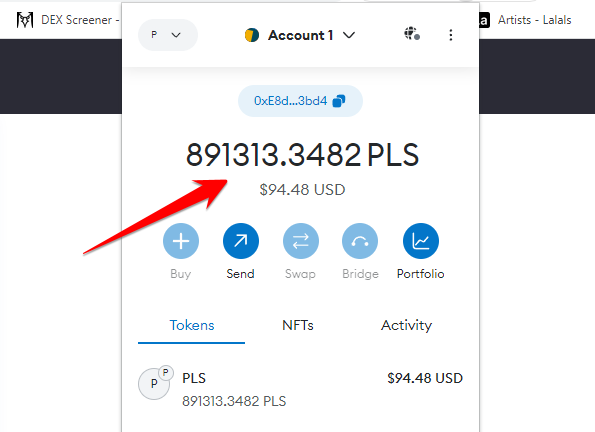 DEX Screener -
Artists - Lalals
P
Account 1
0xE8d...3bd4
891313.3482 PLS
$94.48 USD
Buy
Send
Swap
Bridge
Portfolio
Tokens
NFTs
Activity
P
P
PLS
$94.48 USD
891313.3482 PLS